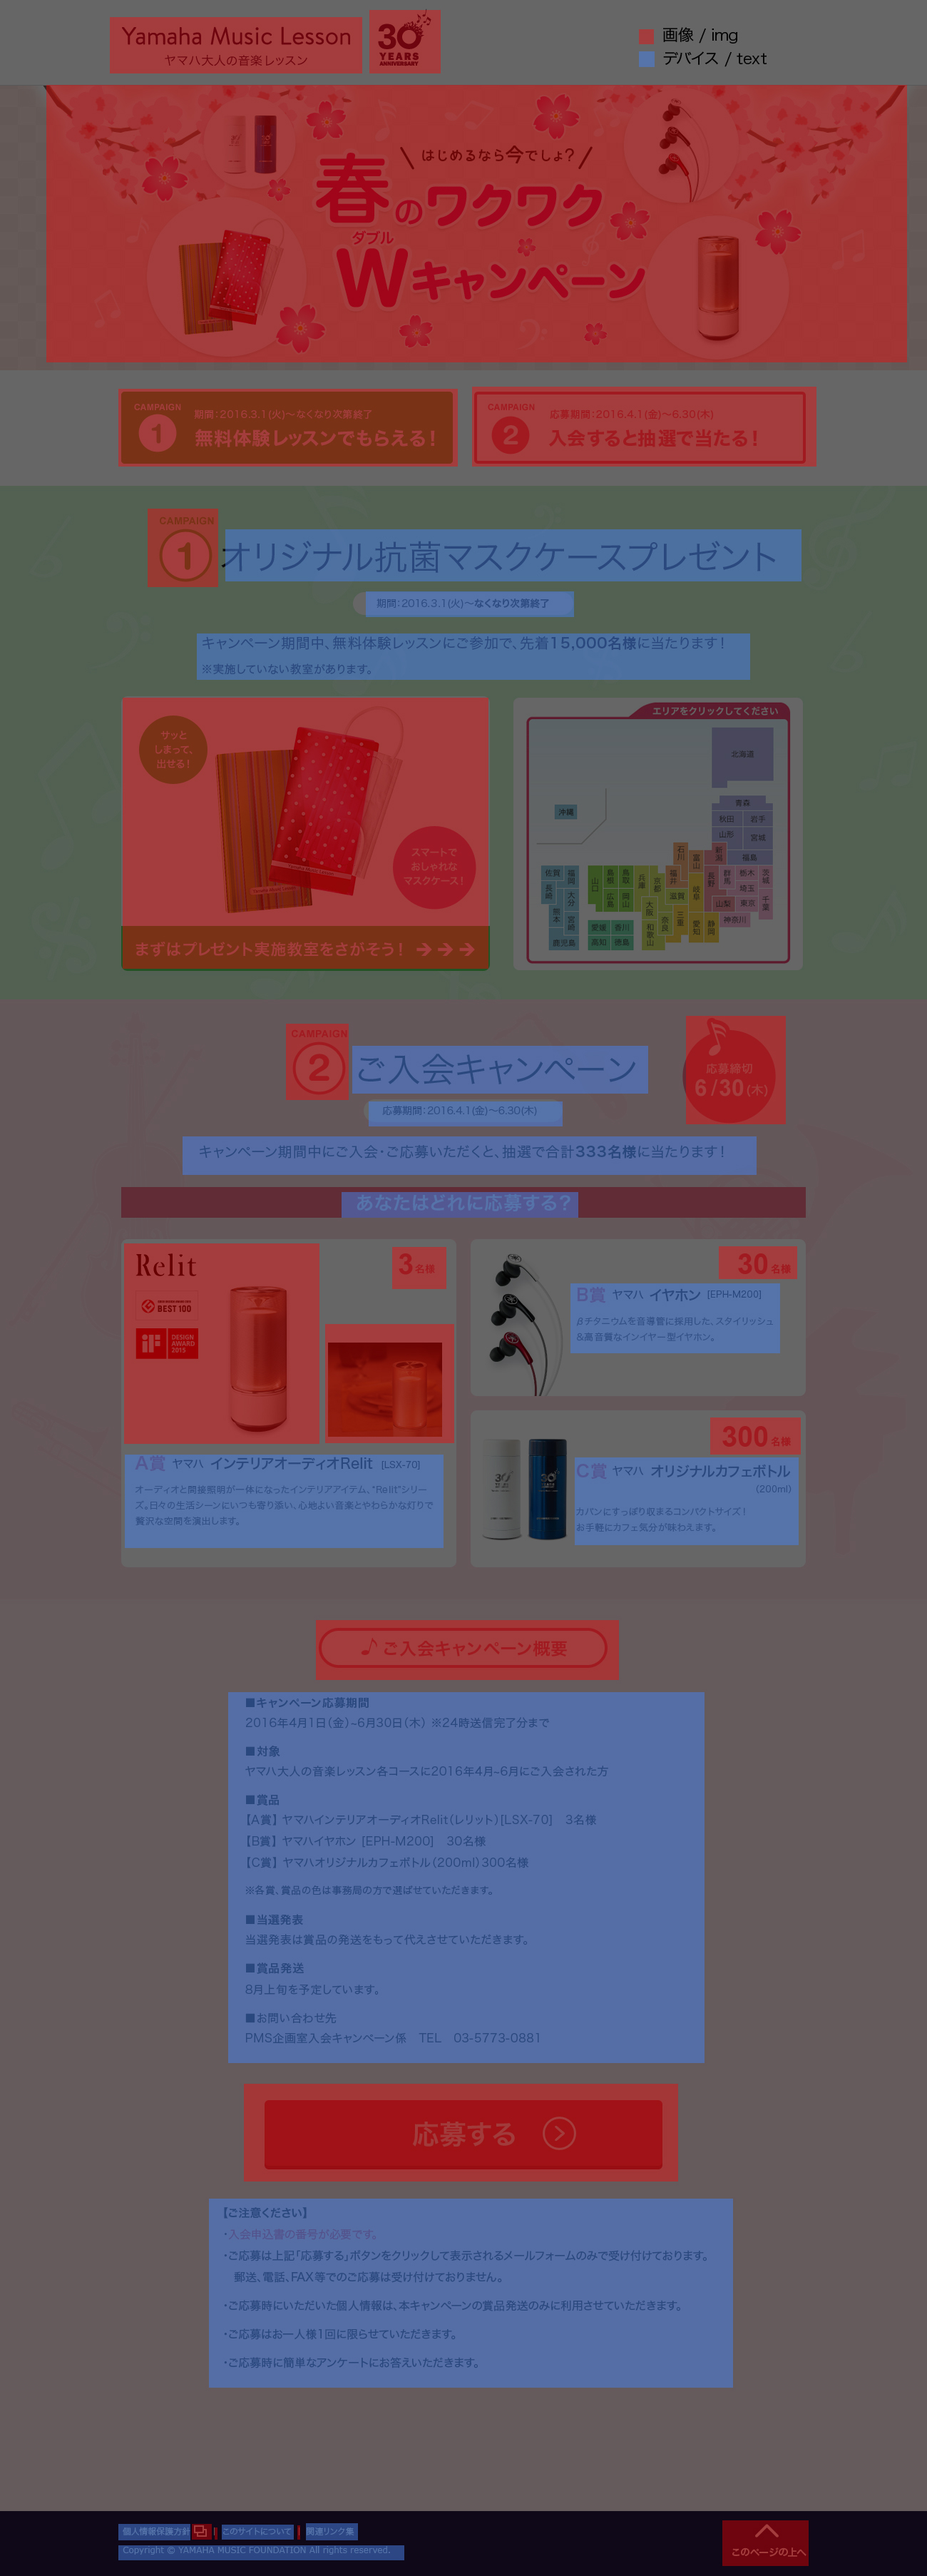 Yamaha Music Lesson
ヤマハ大人の音楽レッスン
30
YEARS
ANNIVERSARY
画像 / img
デバイス / text
はじめるなら今でしょ？
春のワクワク
ダブル
Wキャンペーン
CAMPAIGN
1
期間：2016.3.1(火)〜なくなり次第終了
無料体験レッスンでもらえる！
CAMPAIGN
2
応募期間：2016.4.1(金)〜6.30(木)
入会すると抽選で当たる！
CAMPAIGN
1
オリジナル抗菌マスクケースプレゼント
期間：2016.3.1(火)〜なくなり次第終了
キャンペーン期間中、無料体験レッスンにご参加で、先着15,000名様に当たります！
※実施していない教室があります。
サッと
しまって、
出せる！
スマートで
おしゃれな
マスクケース！
まずはプレゼント実施教室をさがそう！
エリアをクリックしてください
北海道
青森
秋田 岩手
山形 宮城
福島
沖縄
石川 富山 新潟
佐賀 福岡 山口 島根 鳥取 兵庫 京都 福井 岐阜 長野 群馬 栃木 茨城
長崎 大分 広島 岡山 滋賀 埼玉
大阪 山梨 東京 千葉
熊本 宮崎 奈良 三重 愛知 静岡 神奈川
愛媛 香川 和歌山
鹿児島 高知 徳島
CAMPAIGN
2
ご入会キャンペーン
応募締切
6/30(木)
応募期間：2016.4.1(金)〜6.30(木)
キャンペーン期間中にご入会・ご応募いただくと、抽選で合計333名様に当たります！
あなたはどれに応募する？
Relit
3名様
BEST 100
iF
DESIGN
AWARD
2015
A賞 ヤマハ インテリアオーディオRelit [LSX-70]
オーディオと間接照明が一体になったインテリアアイテム、"Relit"シリー
ズ。日々の生活シーンにいつも寄り添い、心地よい音楽とやわらかな灯りで
贅沢な空間を演出します。
30名様
B賞 ヤマハ イヤホン [EPH-M200]
βチタニウムを音導管に採用した、スタイリッシュ
&高音質なインイヤー型イヤホン。
300名様
30
30
C賞 ヤマハ オリジナルカフェボトル
(200ml)
カバンにすっぽり収まるコンパクトサイズ！
お手軽にカフェ気分が味わえます。
ご入会キャンペーン概要
■キャンペーン応募期間
2016年4月1日（金）~6月30日（木） ※24時送信完了分まで
■対象
ヤマハ大人の音楽レッスン各コースに2016年4月~6月にご入会された方
■賞品
【A賞】 ヤマハインテリアオーディオRelit（レリット）[LSX-70] 3名様
【B賞】 ヤマハイヤホン [EPH-M200] 30名様
【C賞】 ヤマハオリジナルカフェボトル（200ml）300名様
※各賞、賞品の色は事務局の方で選ばせていただきます。
■当選発表
当選発表は賞品の発送をもって代えさせていただきます。
■賞品発送
8月上旬を予定しています。
■お問い合わせ先
PMS企画室入会キャンペーン係 TEL 03-5773-0881
応募する
【ご注意ください】
・入会申込書の番号が必要です。
・ご応募は上記「応募する」ボタンをクリックして表示されるメールフォームのみで受け付けております。
郵送、電話、FAX等でのご応募は受け付けておりません。
・ご応募時にいただいた個人情報は、本キャンペーンの賞品発送のみに利用させていただきます。
・ご応募はお一人様1回に限らせていただきます。
・ご応募時に簡単なアンケートにお答えいただきます。
個人情報保護方針 | このサイトについて | 関連リンク集
Copyright © YAMAHA MUSIC FOUNDATION All rights reserved.
このページの上へ